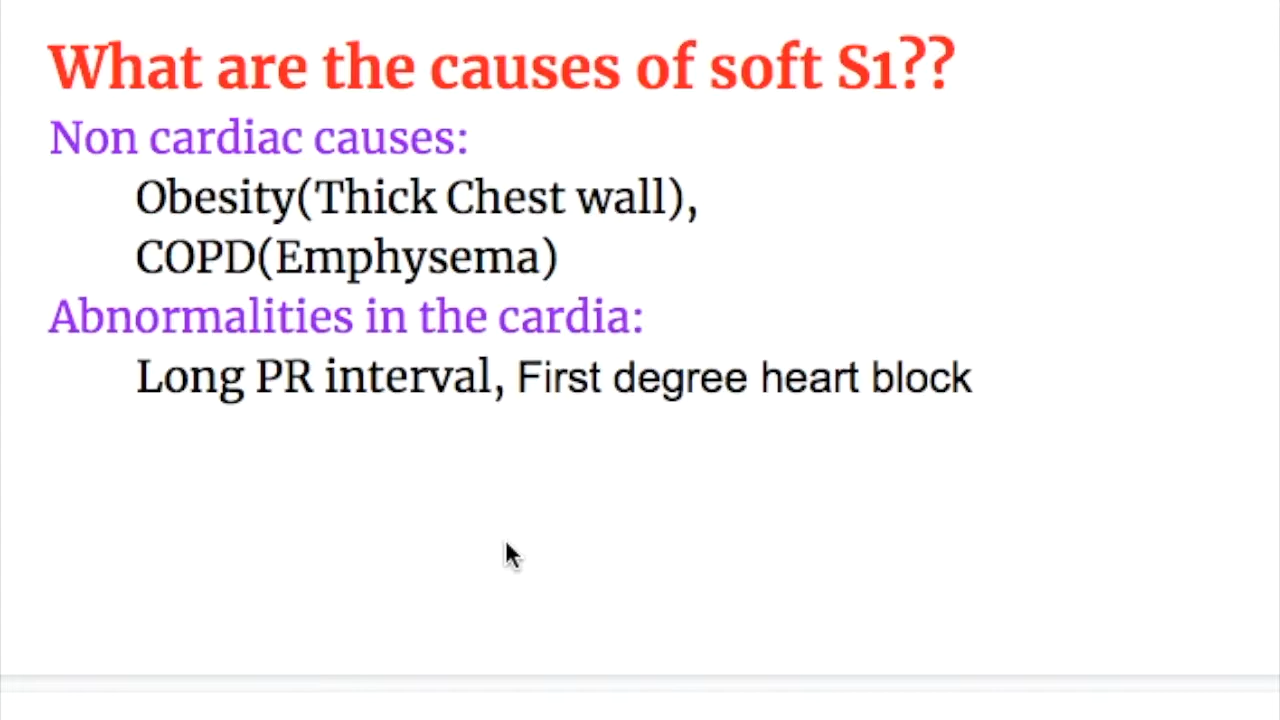 What are the causes of soft S1??
Non cardiac causes:
Obesity(Thick Chest wall),
COPD(Emphysema)
Abnormalities in the cardia:
Long PR interval, First degree heart block